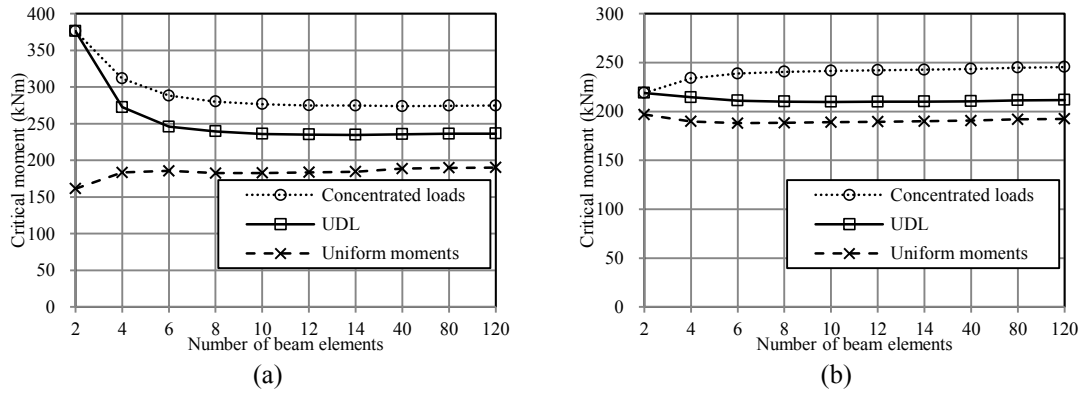 400
350
300
250
200
150
100
50
0
Critical moment (kNm)
Concentrated loads
UDL
Uniform moments
2 4 6 8 10 12 14 40 80 120
Number of beam elements
(a)
300
250
200
150
100
50
0
Critical moment (kNm)
Concentrated loads
UDL
Uniform moments
2 4 6 8 10 12 14 40 80 120
Number of beam elements
(b)